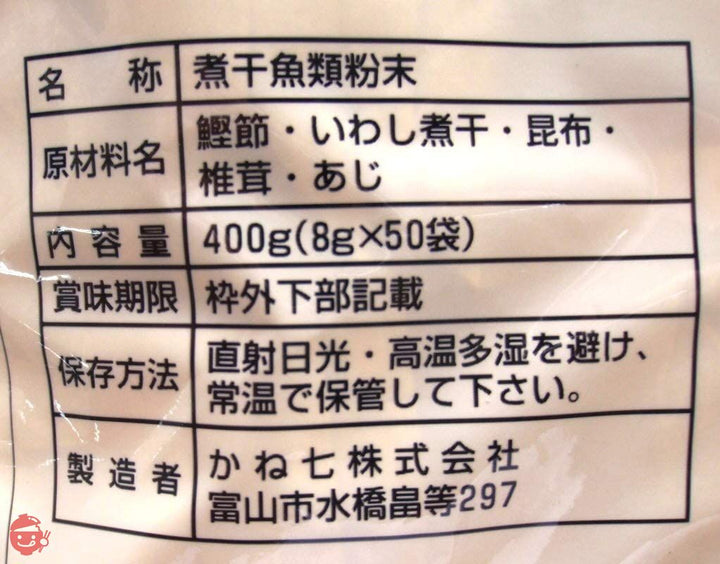 名称 煮干魚類粉末
原材料名 鰹節・いわし煮干・昆布・
椎茸・あじ
内容量 400g(8g×50袋)
賞味期限 枠外下部記載
保存方法 直射日光・高温多湿を避け、
常温で保管して下さい。
製造者 かね七株式会社
富山市水橋畠等297